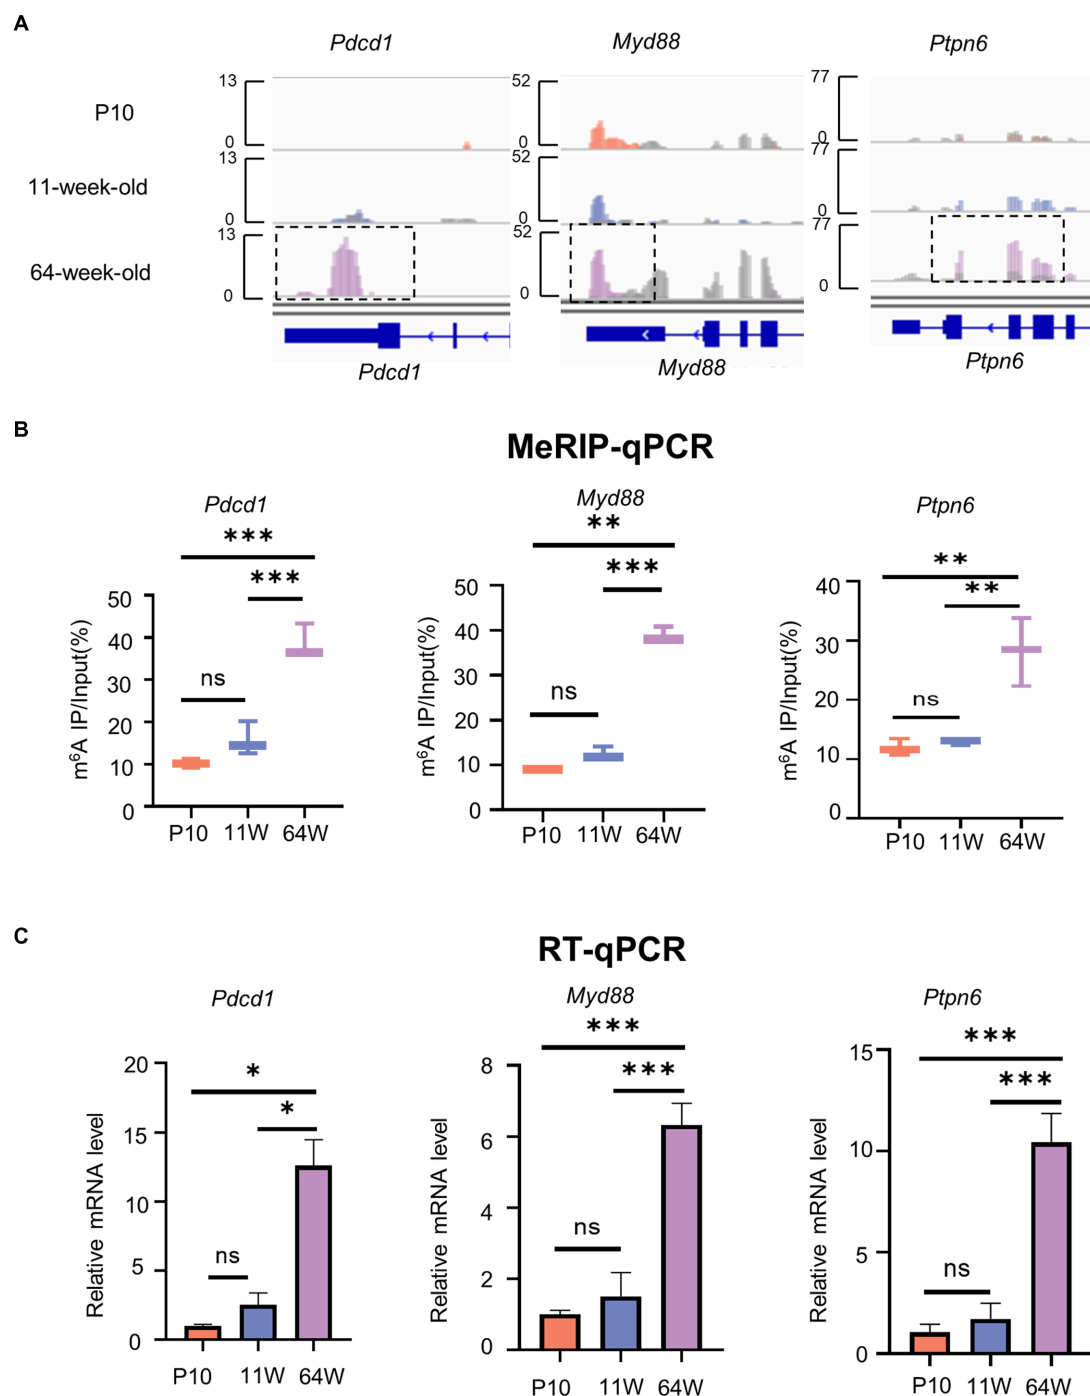 A
Pdcd1 Myd88 Ptpn6
P10
13 0 52 0 77 0
11-week-old
13 0 52 0 77 0
64-week-old
13 0 52 0 77 0
Pdcd1 Myd88 Ptpn6
B
MeRIP-qPCR
Pdcd1
***
***
ns
m⁶A IP/Input(%)
50
40
30
20
10
0
P10 11W 64W
Myd88
**
***
ns
m⁶A IP/Input(%)
50
40
30
20
10
0
P10 11W 64W
Ptpn6
**
**
ns
m⁶A IP/Input(%)
40
30
20
10
0
P10 11W 64W
C
RT-qPCR
Pdcd1
*
*
ns
Relative mRNA level
20
15
10
5
0
P10 11W 64W
Myd88
***
***
ns
Relative mRNA level
8
6
4
2
0
P10 11W 64W
Ptpn6
***
***
ns
Relative mRNA level
15
10
5
0
P10 11W 64W